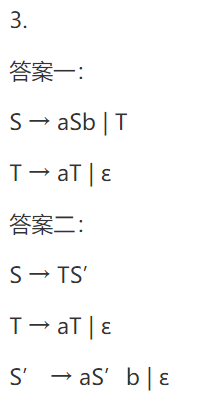 3.
答案一：
S → aSb | T
T → aT | ε
答案二：
S → TS′
T → aT | ε
S′ → aS′ b | ε